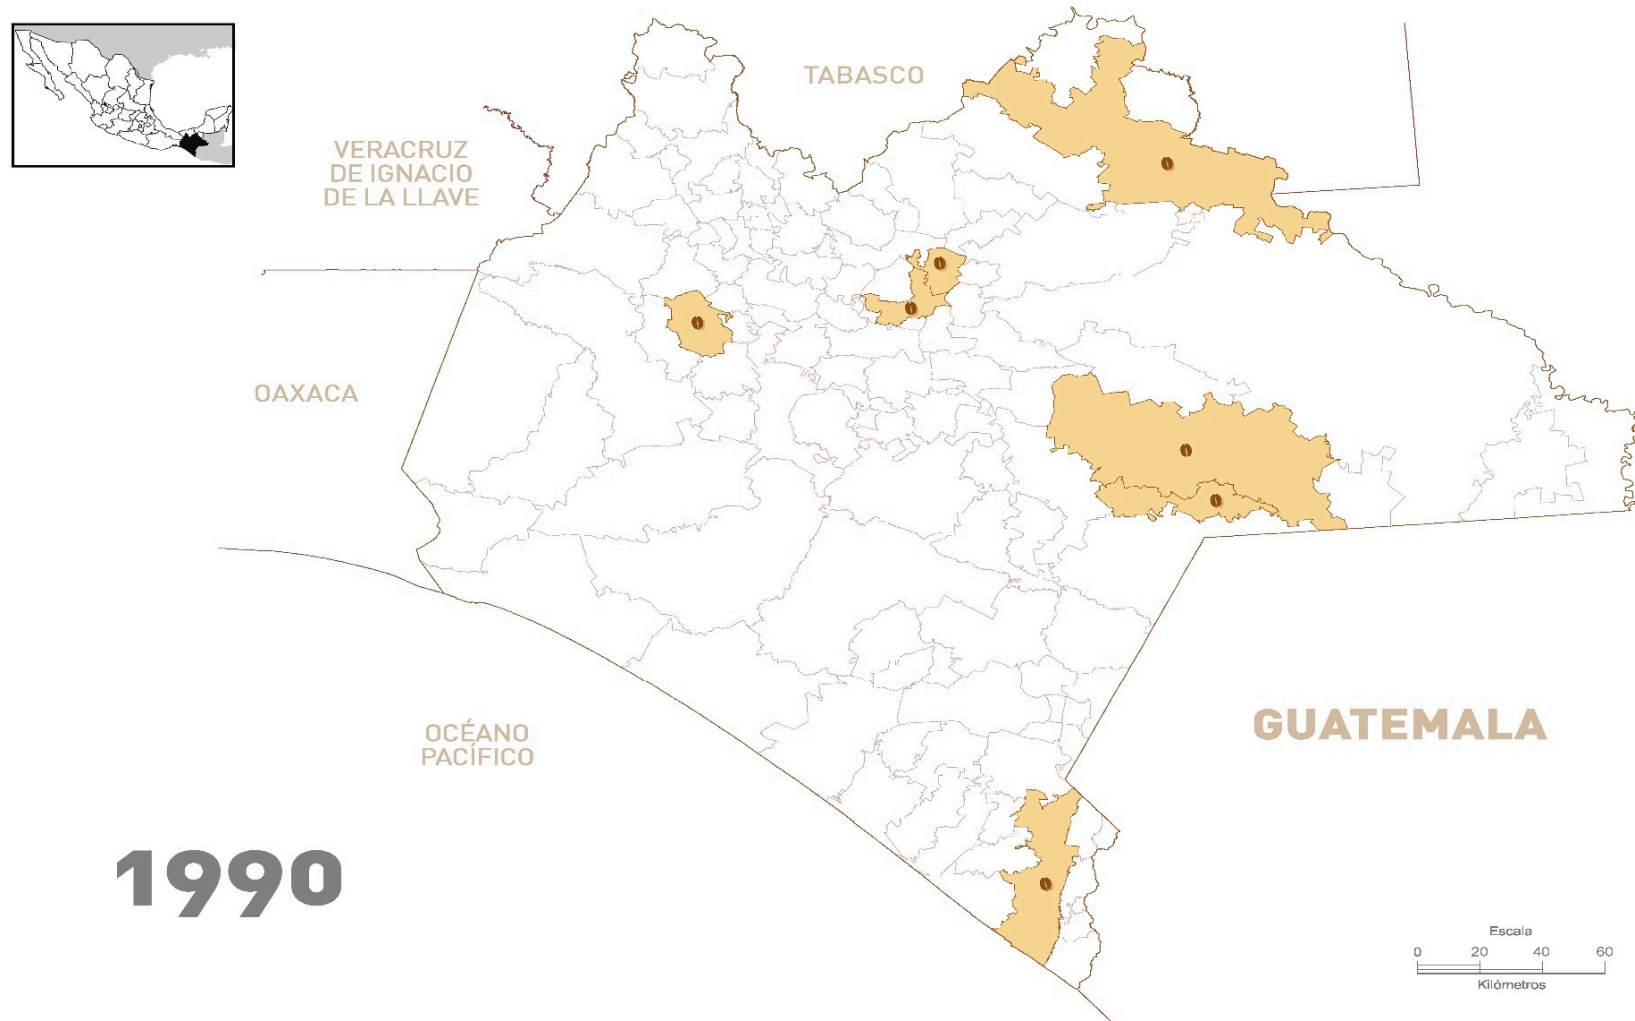 TABASCO
VERACRUZ
DE IGNACIO
DE LA LLAVE
OAXACA
GUATEMALA
OCÉANO
PACÍFICO
1990
Escala
0 20 40 60
Kilómetros